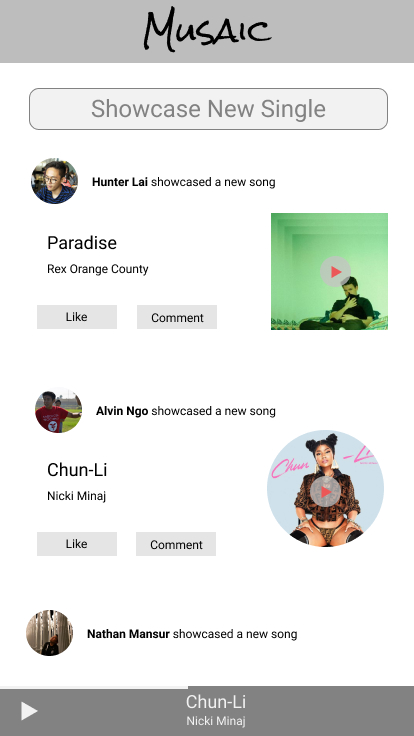 Musaic
Showcase New Single
Hunter Lai showcased a new song
Paradise
Rex Orange County
Like
Comment
Alvin Ngo showcased a new song
Chun-Li
Nicki Minaj
Chun-Li
Like
Comment
Nathan Mansur showcased a new song
Chun-Li
Nicki Minaj